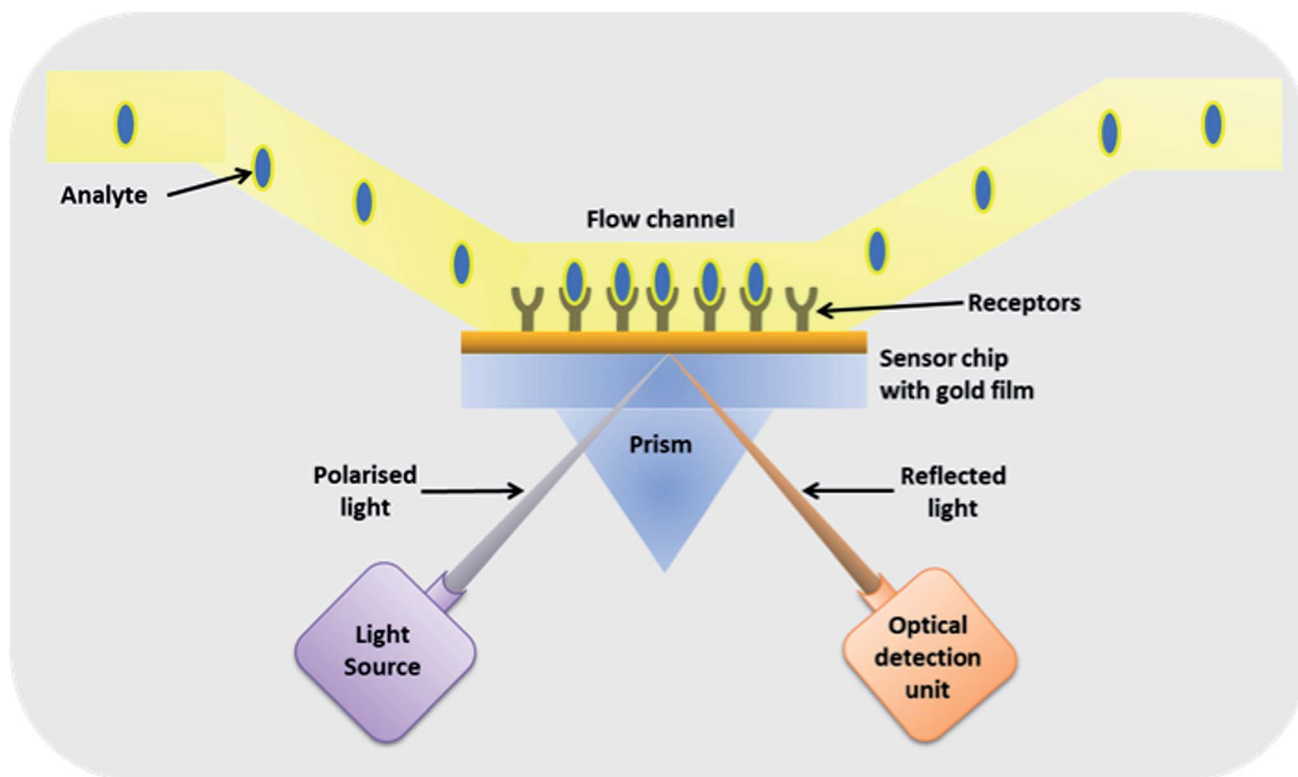 Analyte
Flow channel
Receptors
Sensor chip
with gold film
Prism
Polarised
light
Reflected
light
Light
Source
Optical
detection
unit